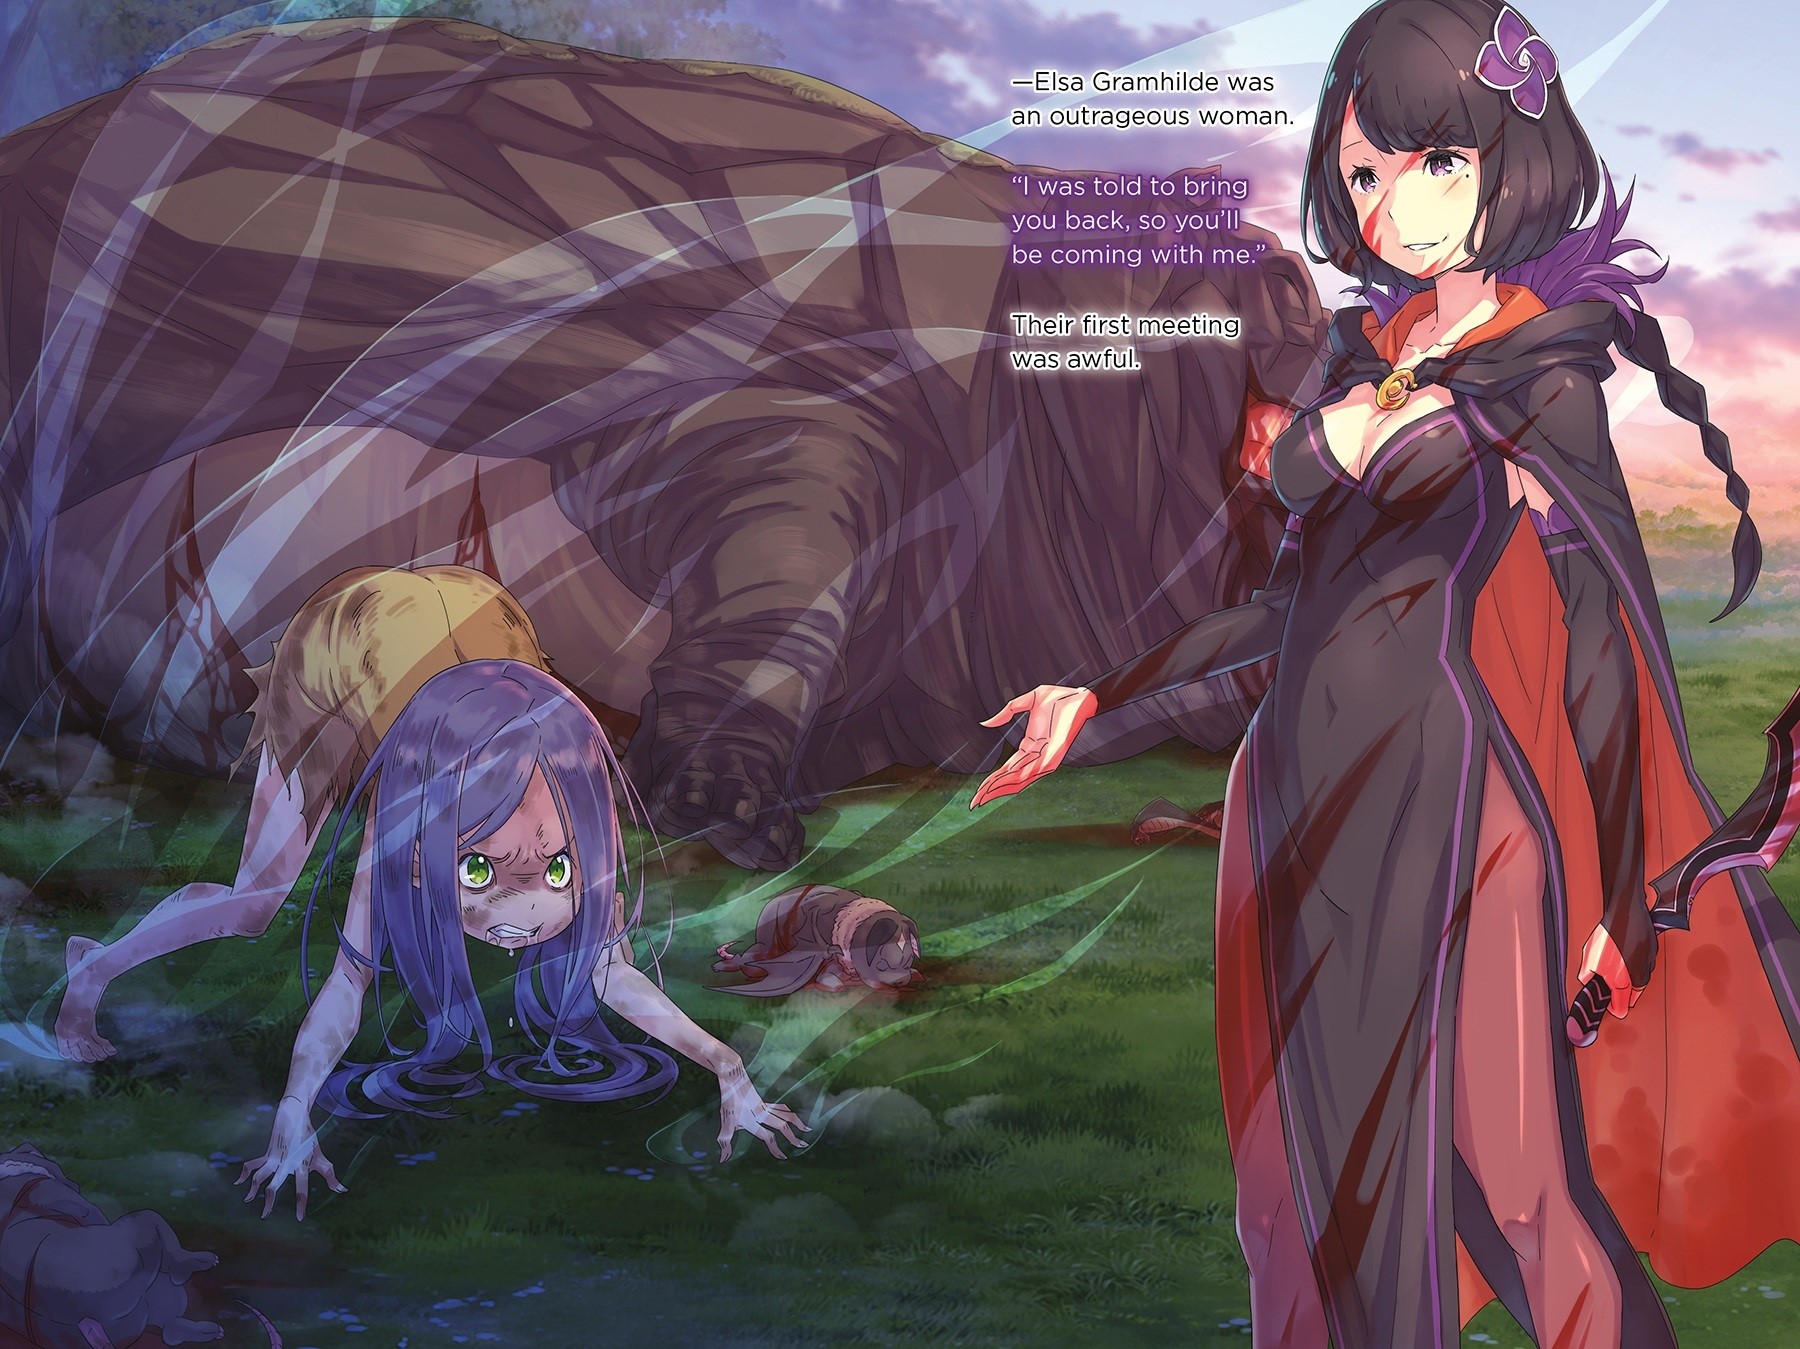 —Elsa Gramhilde was
an outrageous woman.
“I was told to bring
you back, so you’ll
be coming with me.”
Their first meeting
was awful.